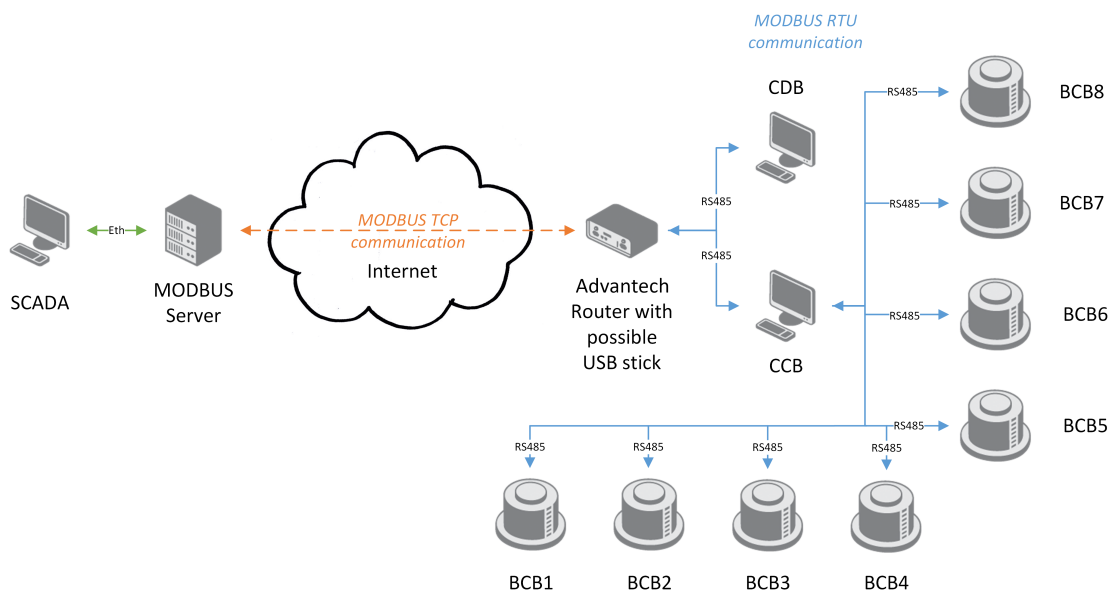 MODBUS RTU
communication
CDB
BCB8
RS485
BCB7
RS485
RS485
MODBUS TCP
communication
Internet
Eth
SCADA
MODBUS
Server
Advantech
Router with
possible
USB stick
RS485
CCB
BCB6
RS485
BCB5
RS485
RS485
RS485
RS485
RS485
BCB1
BCB2
BCB3
BCB4